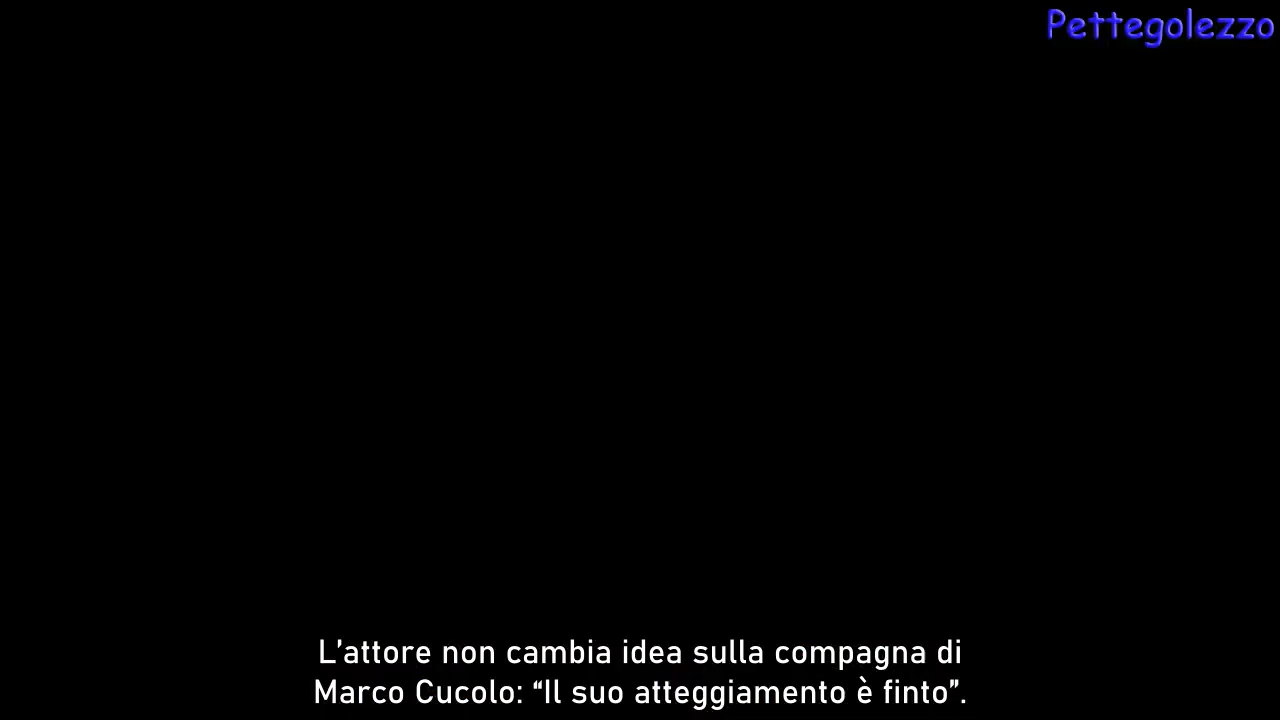 Pettegolezzo
L’attore non cambia idea sulla compagna di
Marco Cucolo: “Il suo atteggiamento è finto”.